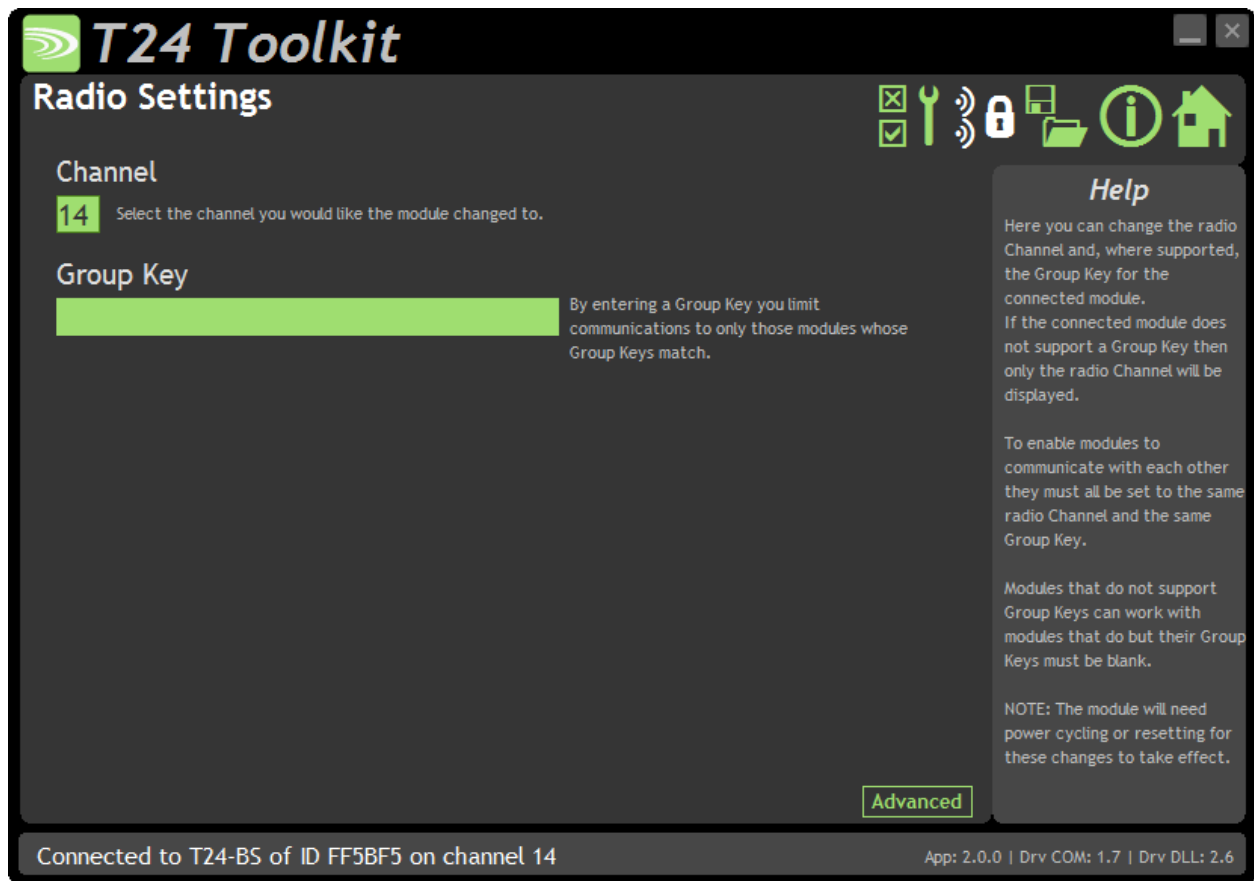 T24 Toolkit
Radio Settings
Channel
14
Select the channel you would like the module changed to.
Group Key
By entering a Group Key you limit
communications to only those modules whose
Group Keys match.
Advanced
Help
Here you can change the radio
Channel and, where supported,
the Group Key for the
connected module.
If the connected module does
not support a Group Key then
only the radio Channel will be
displayed.
To enable modules to
communicate with each other
they must all be set to the same
radio Channel and the same
Group Key.
Modules that do not support
Group Keys can work with
modules that do but their Group
Keys must be blank.
NOTE: The module will need
power cycling or resetting for
these changes to take effect.
Connected to T24-BS of ID FF5BF5 on channel 14
App: 2.0.0 | Drv COM: 1.7 | Drv DLL: 2.6